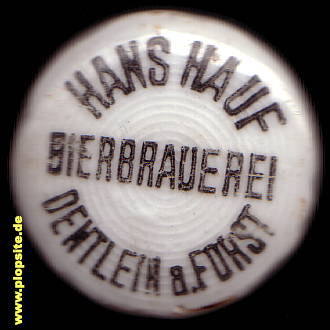 HANS HAUF
BIERBRAUEREI
DENTLEIN a.FORST
www.plopsite.de